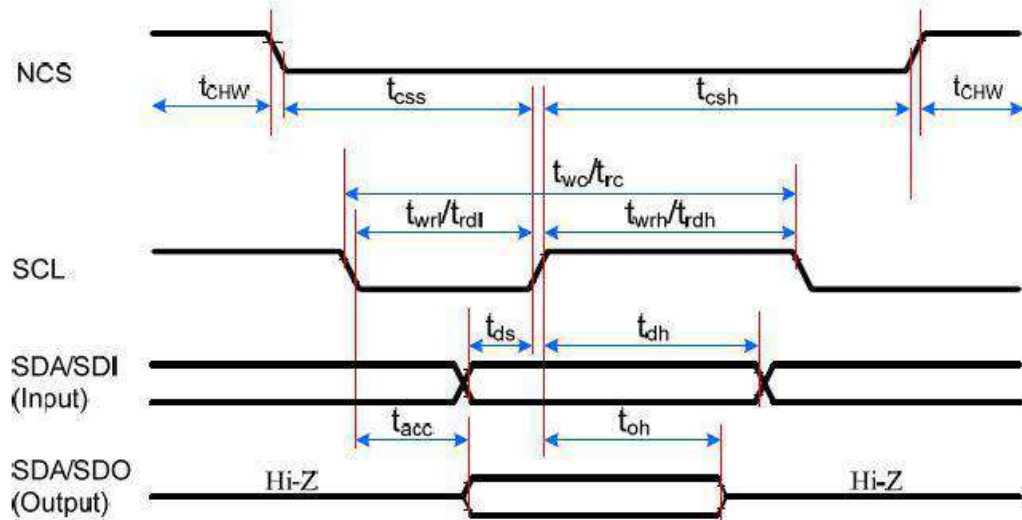 NCS
tCHW
tcss
tcsh
tCHW
twc/trc
twrl/trdl
twrh/trdh
SCL
tds
tdh
SDA/SDI
(Input)
tacc
toh
SDA/SDO
(Output)
Hi-Z
Hi-Z